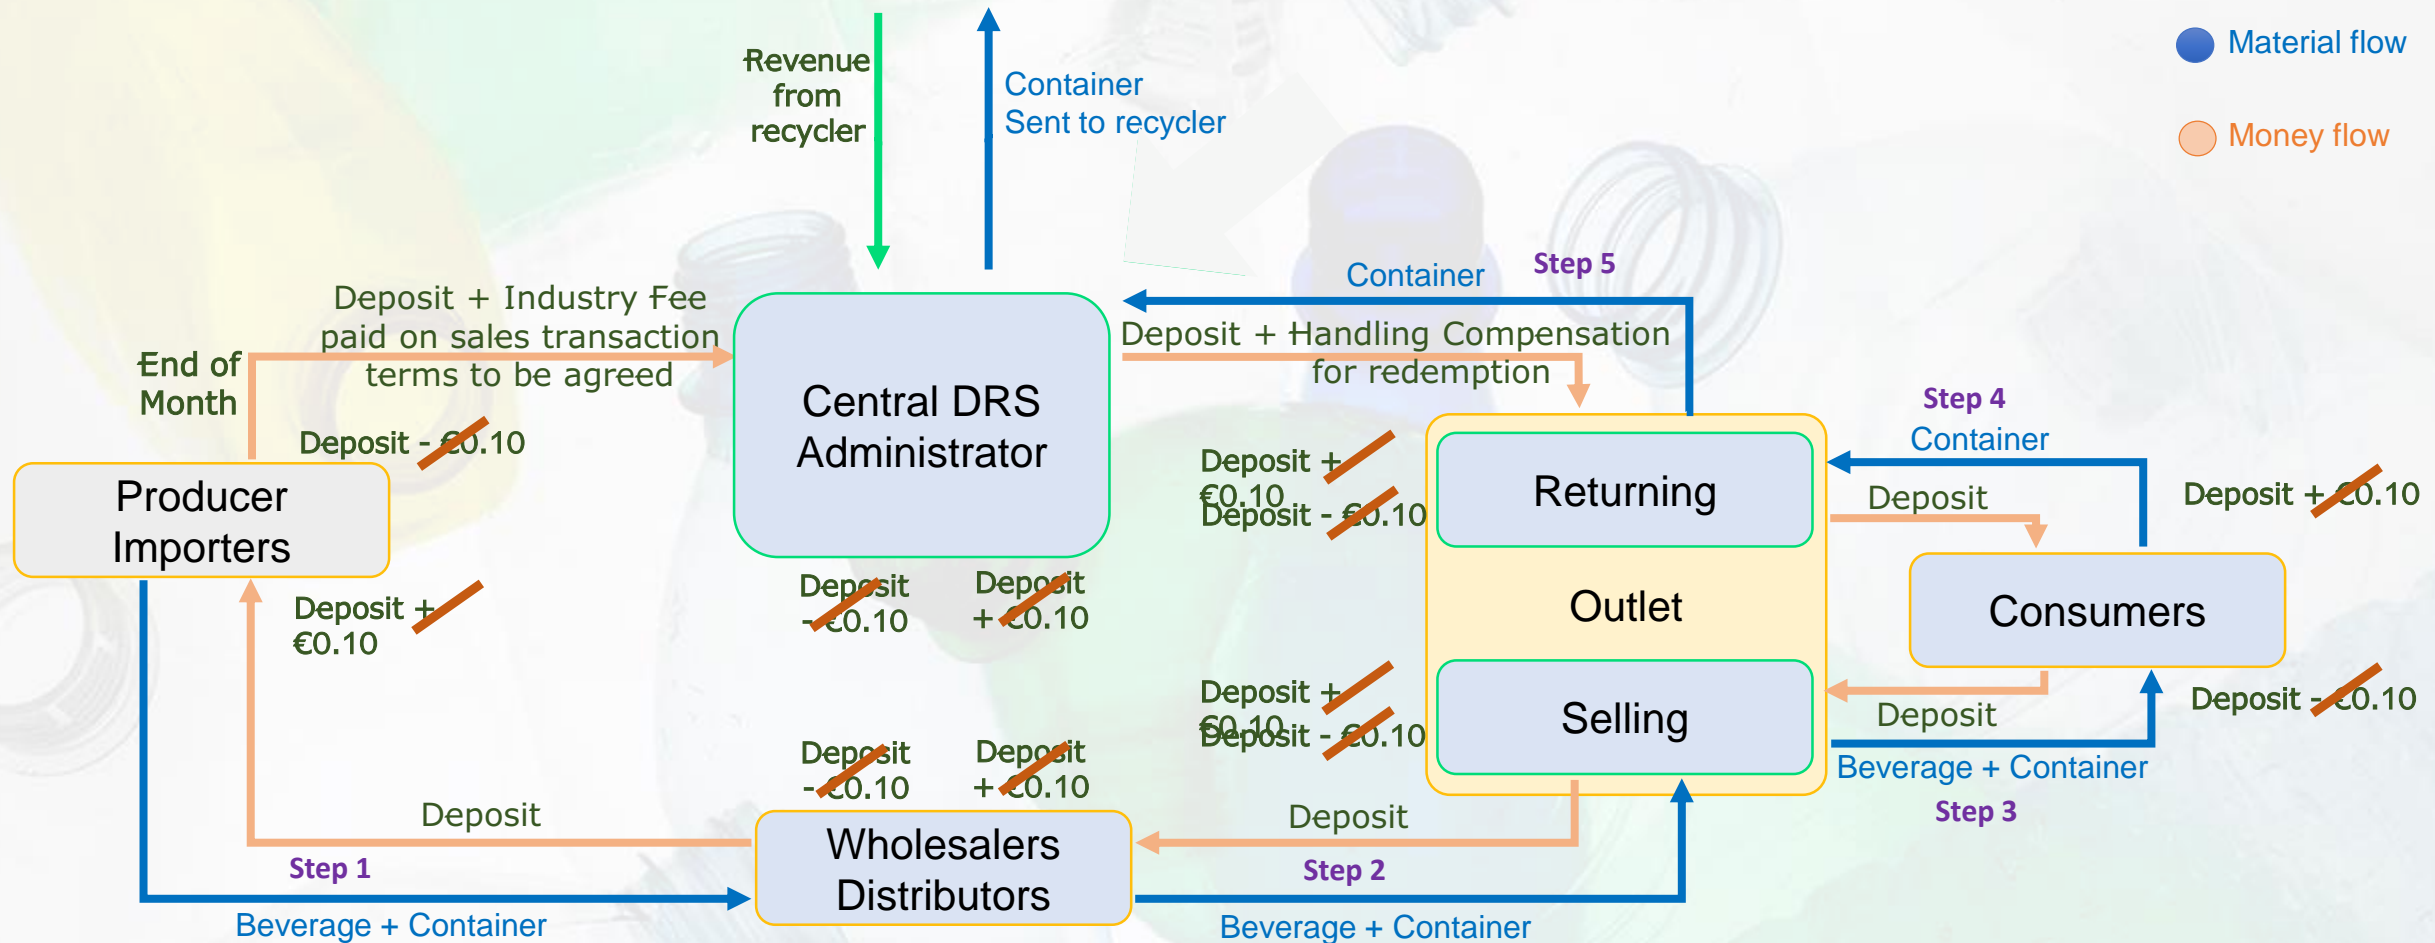 Material flow
Money flow
Revenue
from
recycler
Container
Sent to recycler
Step 5
Container
Deposit + Industry Fee
paid on sales transaction
terms to be agreed
End of
Month
Deposit - €0.10
Producer
Importers
Deposit +
€0.10
Central DRS
Administrator
Deposit
- €0.10
Deposit
+ €0.10
Deposit + Handling Compensation
for redemption
Deposit +
€0.10
Deposit - €0.10
Returning
Outlet
Selling
Deposit +
€0.10
Deposit - €0.10
Step 4
Container
Deposit
Deposit + €0.10
Consumers
Deposit - €0.10
Deposit
Beverage + Container
Step 3
Deposit
- €0.10
Deposit
+ €0.10
Deposit
Step 1
Beverage + Container
Wholesalers
Distributors
Deposit
Step 2
Beverage + Container